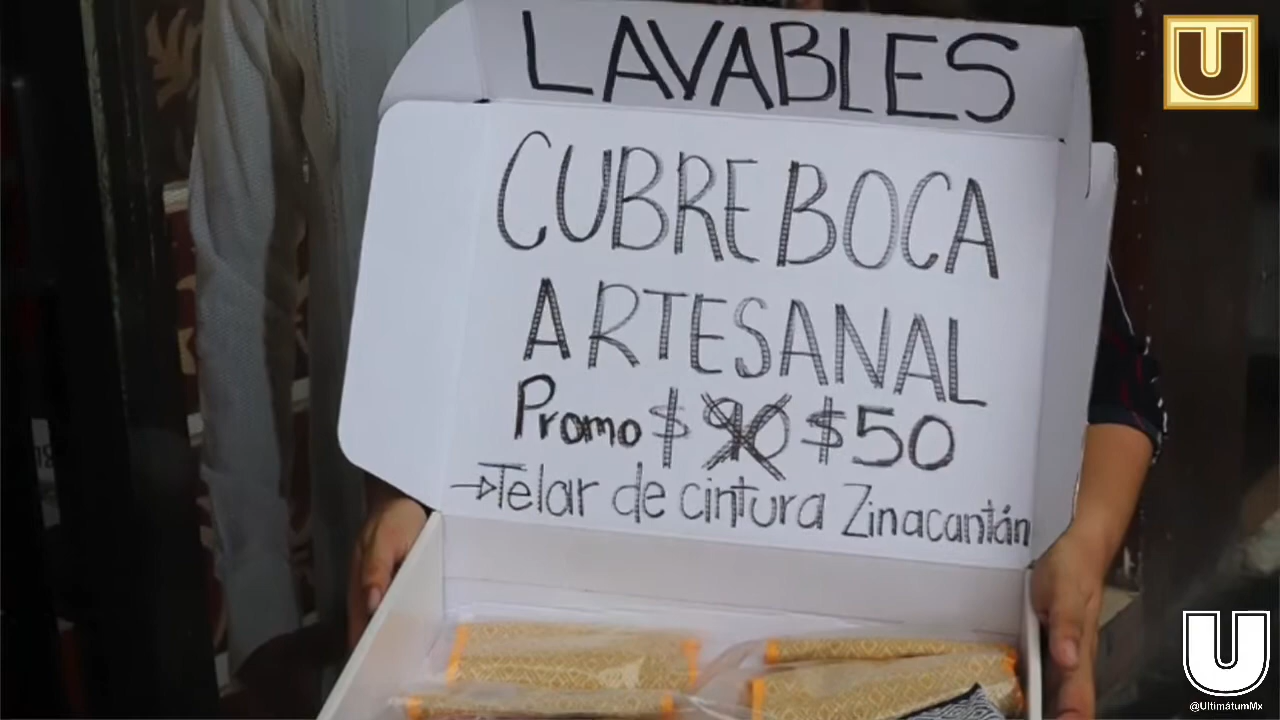 LAVABLES
CUBREBOCA
ARTESANAL
Promo $ 90 $50
→Telar de cintura Zinacantán
U
U
@UltimátumMx